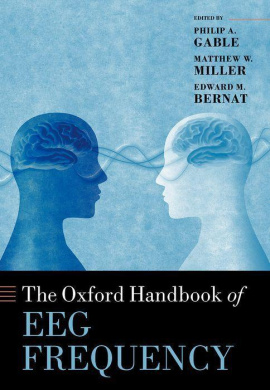 EDITED BY
PHILIP A.
GABLE
MATTHEW W.
MILLER
EDWARD M.
BERNAT
The Oxford Handbook of
EEG
FREQUENCY